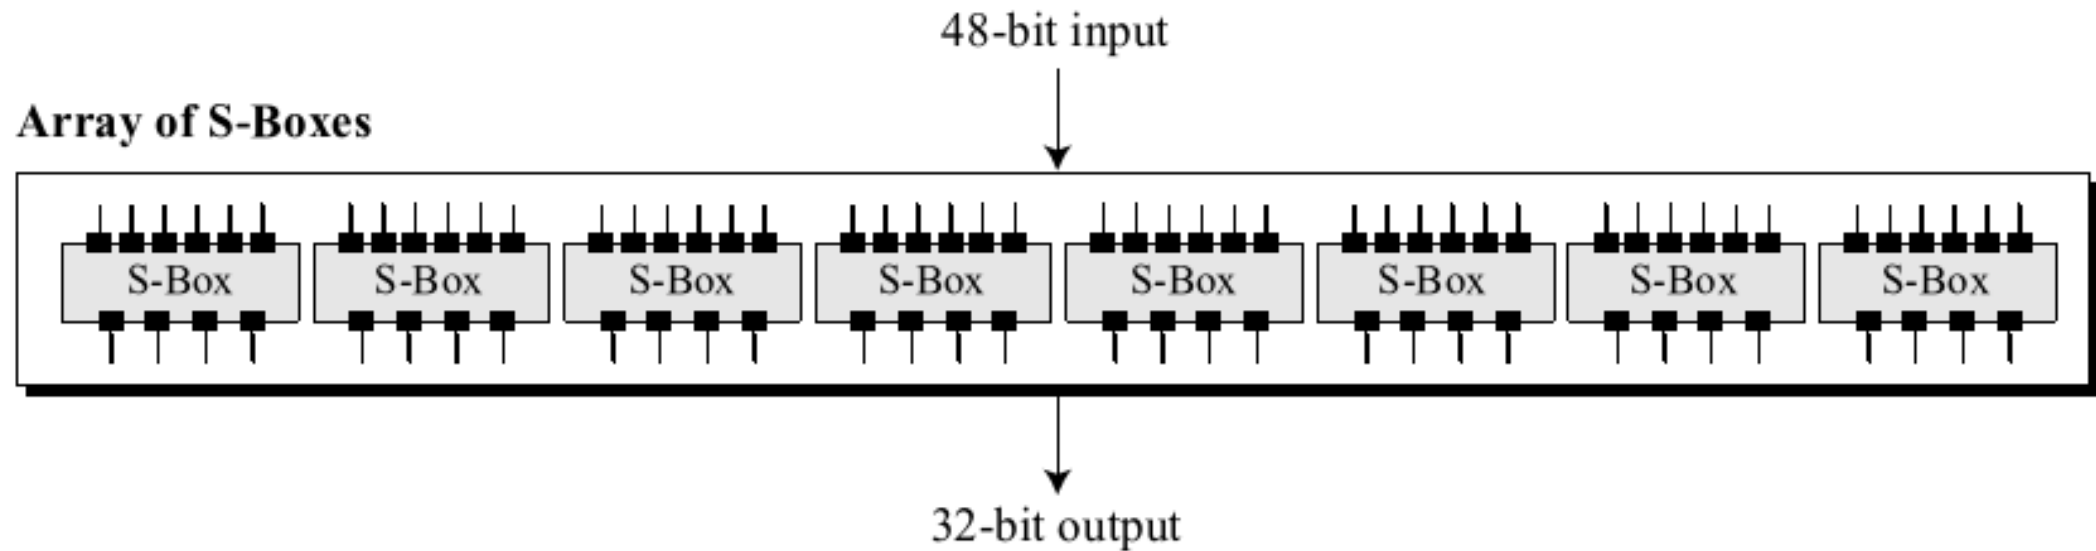 48-bit input
Array of S-Boxes
S-Box S-Box S-Box S-Box S-Box S-Box S-Box S-Box
32-bit output